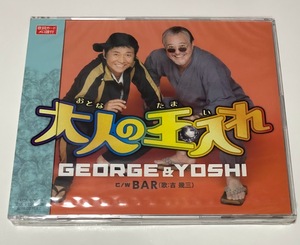 おとな たま い
大人の玉入れ
GEORGE & YOSHI
C/W BAR(歌:吉 幾三)